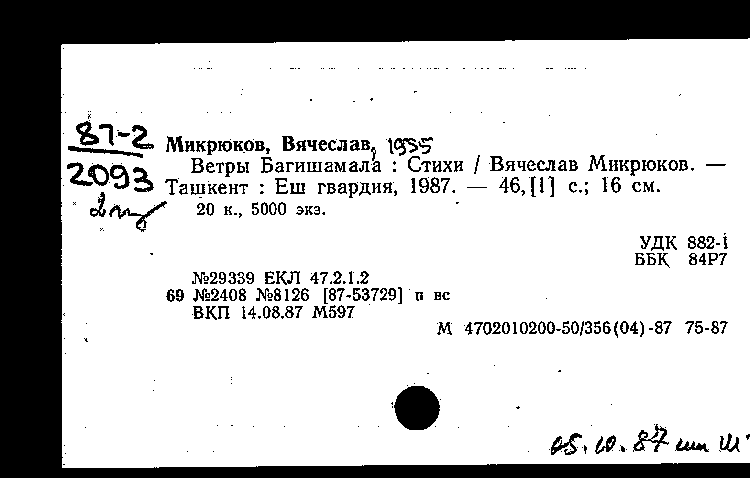 87-2
2093
Микрюков, Вячеслав, 1935
Ветры Багишамала : Стихи / Вячеслав Микрюков. —
Ташкент : Еш гвардия, 1987. — 46,[1] с.; 16 см.
20 к., 5000 экз.
УДК 882-1
ББК 84Р7
№29339 ЕКЛ 47.2.1.2
69 №2408 №8126 [87-53729] п вс
ВКП 14.08.87 М597
М 4702010200-50/356(04)-87 75-87
05.10.87